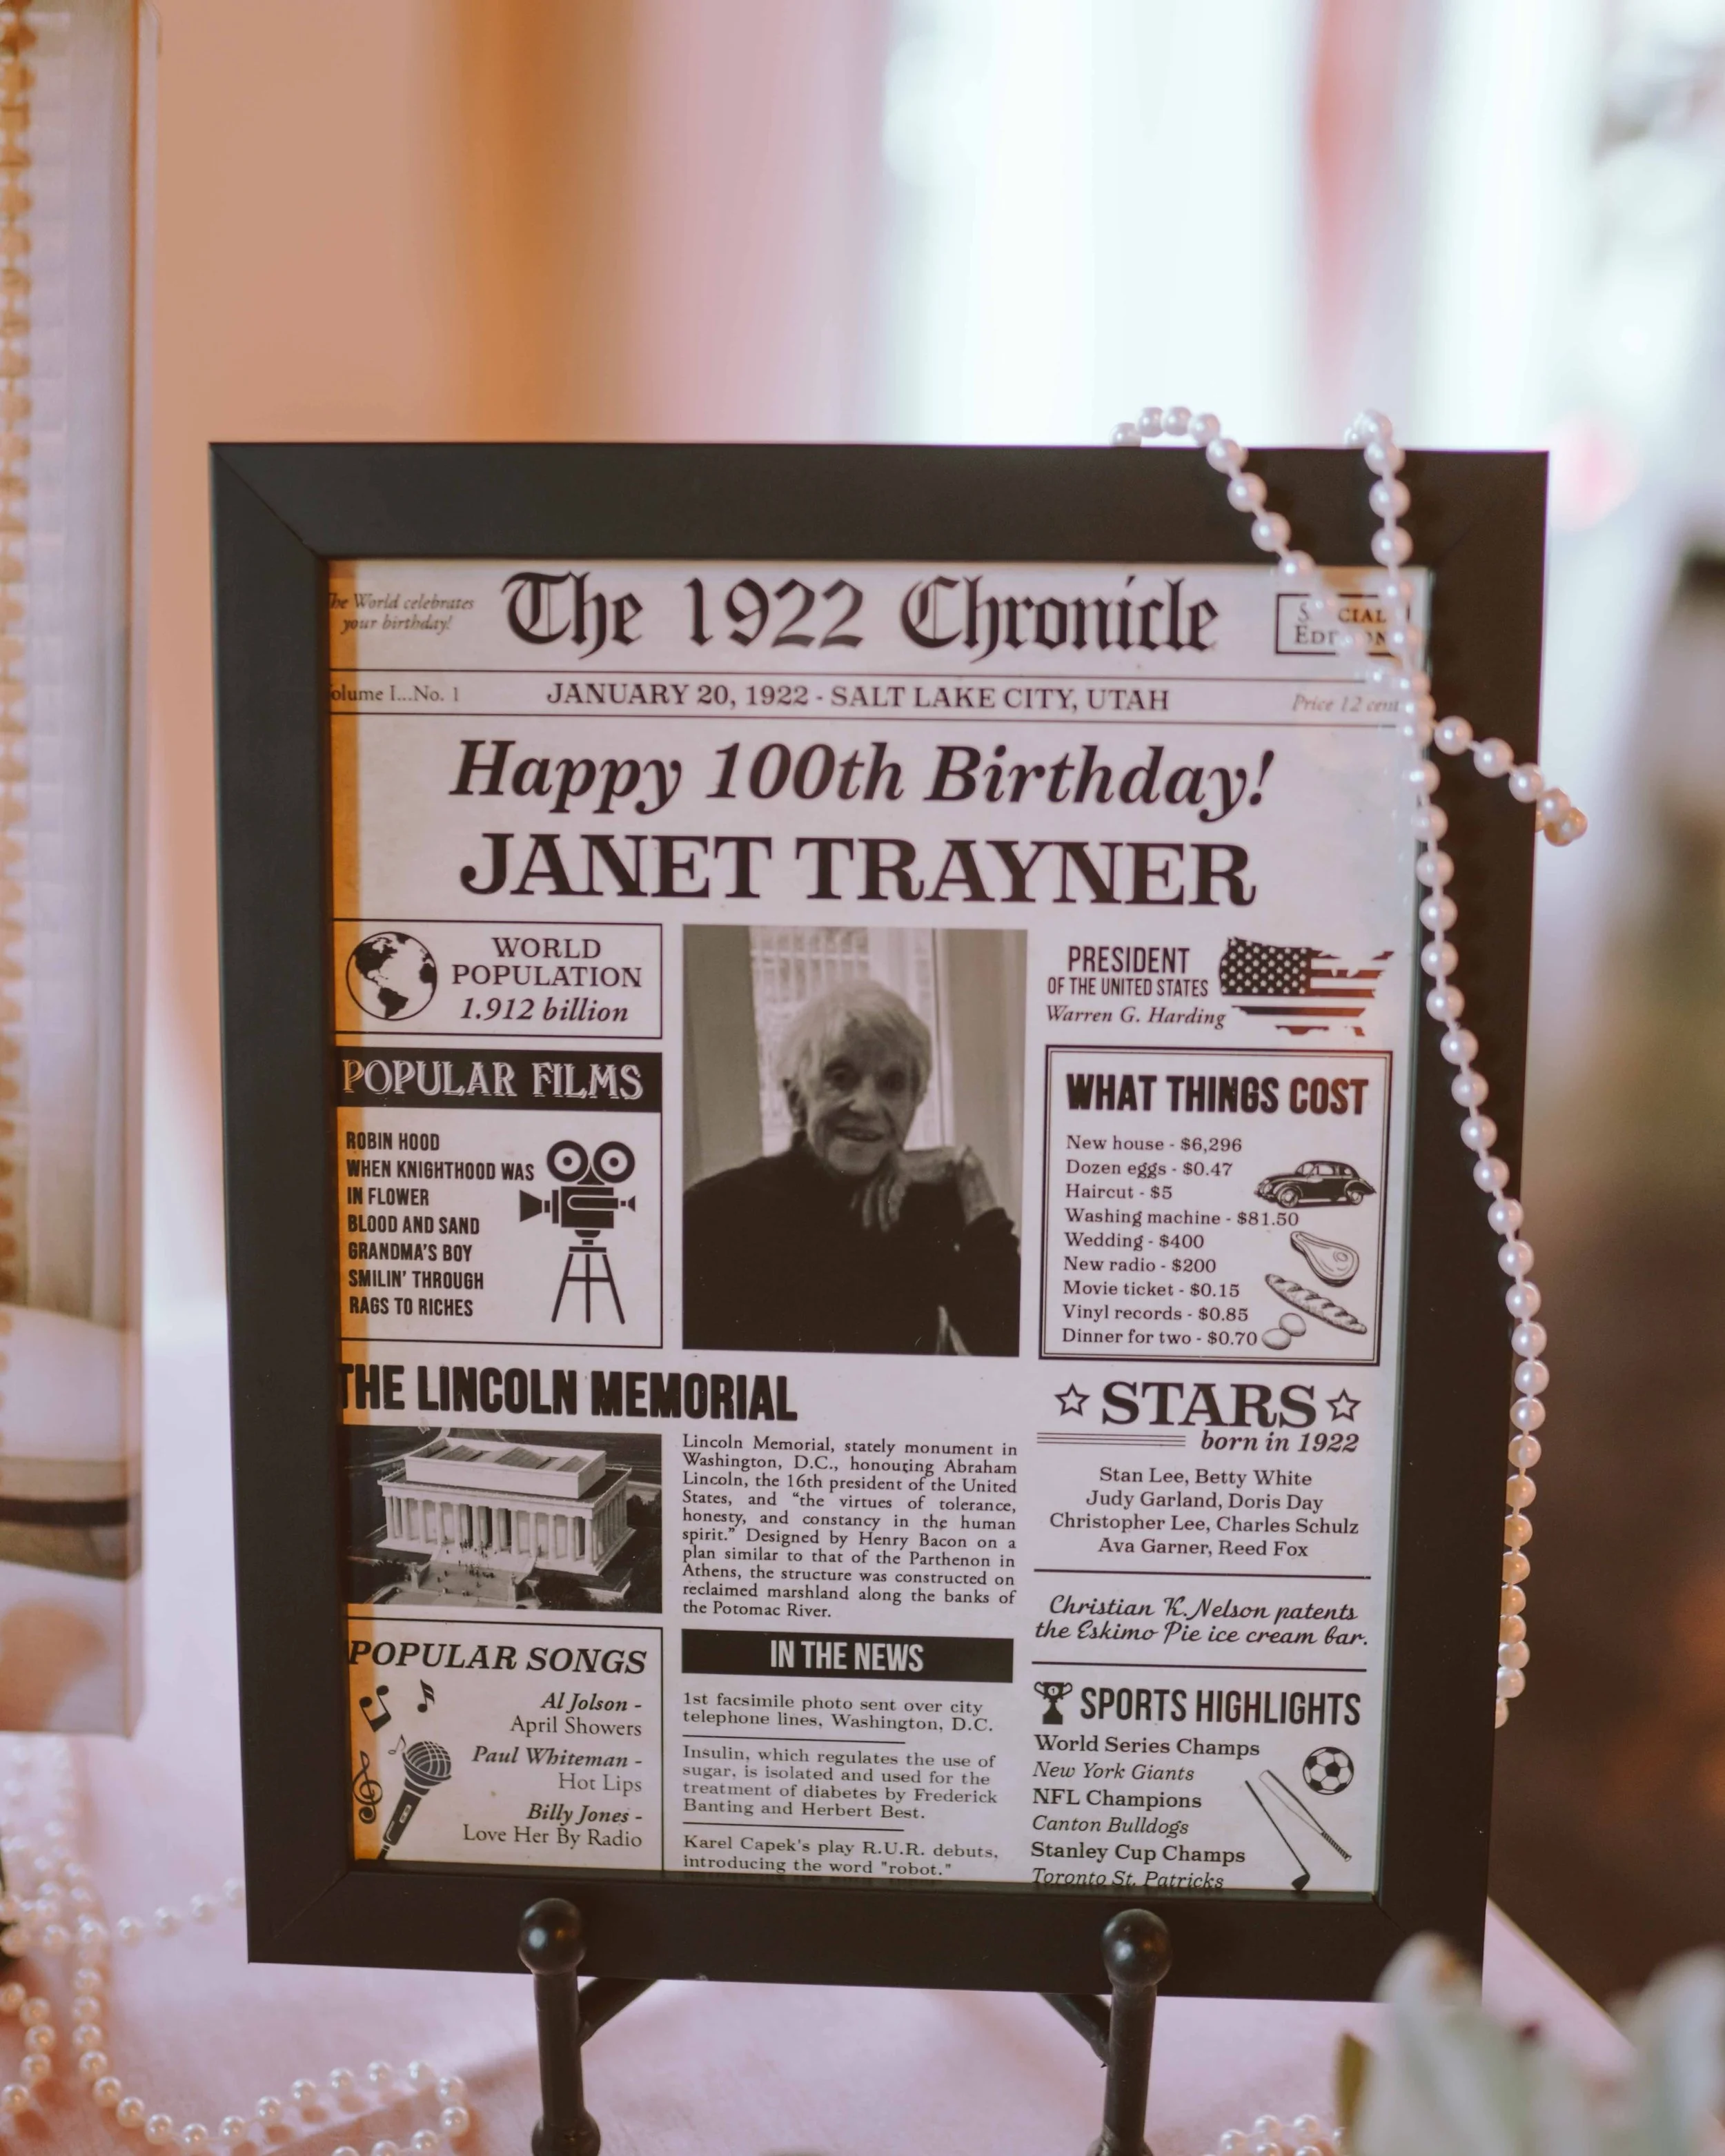 he World celebrates
your birthday!
The 1922 Chronicle
olume I...No. 1
JANUARY 20, 1922 - SALT LAKE CITY, UTAH
Price 12 cent
Happy 100th Birthday!
JANET TRAYNER
WORLD
POPULATION
1.912 billion
POPULAR FILMS
ROBIN HOOD
WHEN KNIGHTHOOD WAS
IN FLOWER
BLOOD AND SAND
GRANDMA'S BOY
SMILIN' THROUGH
RAGS TO RICHES
PRESIDENT
OF THE UNITED STATES
Warren G. Harding
WHAT THINGS COST
New house - $6,296
Dozen eggs - $0.47
Haircut - $5
Washing machine - $81.50
Wedding - $400
New radio - $200
Movie ticket - $0.15
Vinyl records - $0.85
Dinner for two - $0.70
THE LINCOLN MEMORIAL
Lincoln Memorial, stately monument in
Washington, D.C., honouring Abraham
Lincoln, the 16th president of the United
States, and “the virtues of tolerance,
honesty, and constancy in the human
spirit.” Designed by Henry Bacon on a
plan similar to that of the Parthenon in
Athens, the structure was constructed on
reclaimed marshland along the banks of
the Potomac River.
STARS
born in 1922
Stan Lee, Betty White
Judy Garland, Doris Day
Christopher Lee, Charles Schulz
Ava Garner, Reed Fox
Christian K. Nelson patents
the Eskimo Pie ice cream bar.
POPULAR SONGS
Al Jolson -
April Showers
Paul Whiteman -
Hot Lips
Billy Jones -
Love Her By Radio
IN THE NEWS
1st facsimile photo sent over city
telephone lines, Washington, D.C.
Insulin, which regulates the use of
sugar, is isolated and used for the
treatment of diabetes by Frederick
Banting and Herbert Best.
Karel Capek's play R.U.R. debuts,
introducing the word "robot."
SPORTS HIGHLIGHTS
World Series Champs
New York Giants
NFL Champions
Canton Bulldogs
Stanley Cup Champs
Toronto St. Patricks